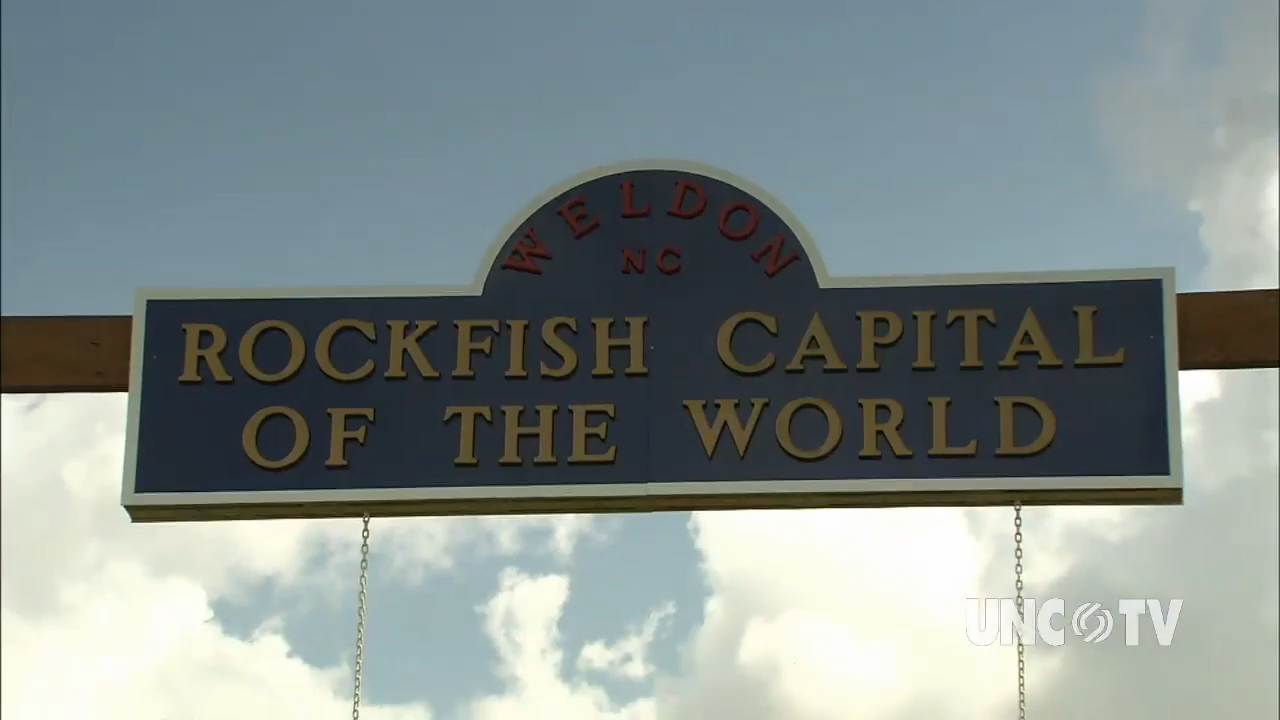 WELDON
NC
ROCKFISH CAPITAL
OF THE WORLD
UNC TV